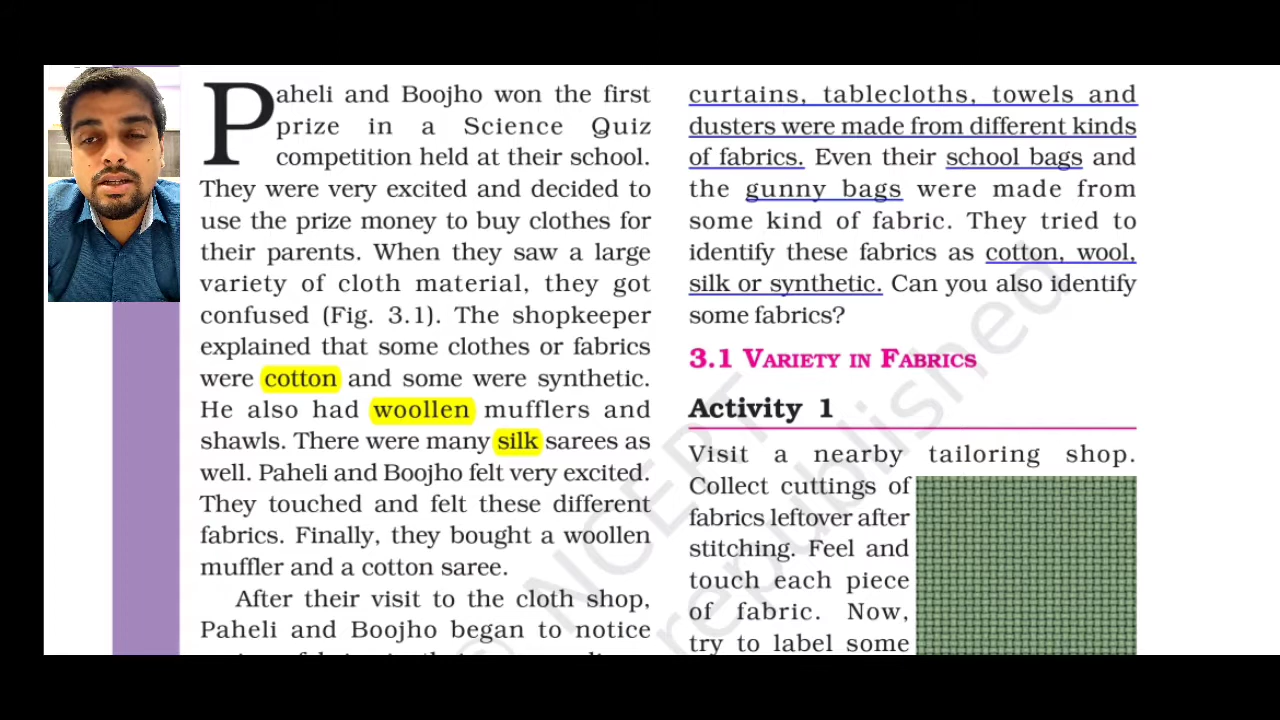 Paheli and Boojho won the first
prize in a Science Quiz
competition held at their school.
They were very excited and decided to
use the prize money to buy clothes for
their parents. When they saw a large
variety of cloth material, they got
confused (Fig. 3.1). The shopkeeper
explained that some clothes or fabrics
were cotton and some were synthetic.
He also had woollen mufflers and
shawls. There were many silk sarees as
well. Paheli and Boojho felt very excited.
They touched and felt these different
fabrics. Finally, they bought a woollen
muffler and a cotton saree.
After their visit to the cloth shop,
Paheli and Boojho began to notice
curtains, tablecloths, towels and
dusters were made from different kinds
of fabrics. Even their school bags and
the gunny bags were made from
some kind of fabric. They tried to
identify these fabrics as cotton, wool,
silk or synthetic. Can you also identify
some fabrics?
3.1 VARIETY IN FABRICS
Activity 1
Visit a nearby tailoring shop.
Collect cuttings of
fabrics leftover after
stitching. Feel and
touch each piece
of fabric. Now,
try to label some
© NCERT
republished